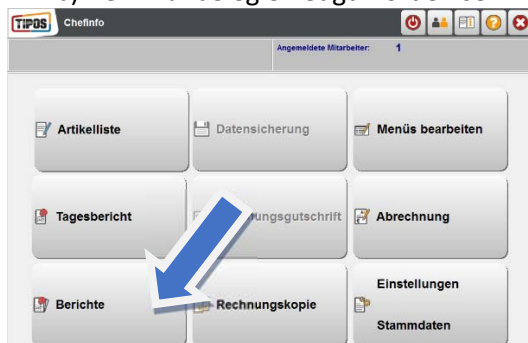 TiPOS Chefinfo
Angemeldete Mitarbeiter: 1
Artikelliste Datensicherung Menüs bearbeiten
Tagesbericht ungsgutschrift Abrechnung
Einstellungen
Berichte Rechnungskopie
Stammdaten